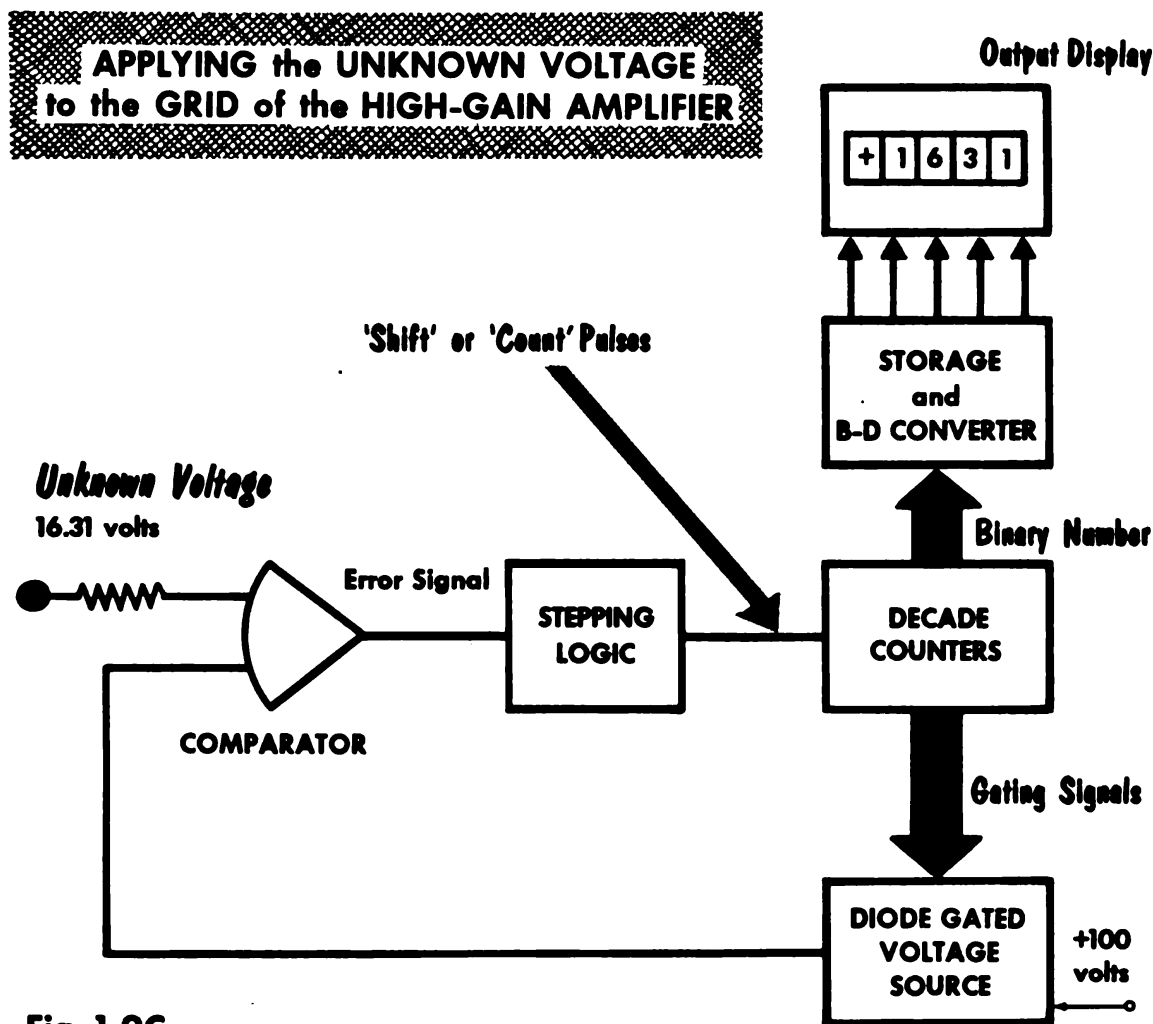 APPLYING the UNKNOWN VOLTAGE
to the GRID of the HIGH-GAIN AMPLIFIER
Output Display
+ 1 6 3 1
'Shift' or 'Count' Pulses
STORAGE
and
B-D CONVERTER
Unknown Voltage
16.31 volts
Binary Number
Error Signal
STEPPING
LOGIC
DECADE
COUNTERS
COMPARATOR
Gating Signals
DIODE GATED
VOLTAGE
SOURCE
+100
volts